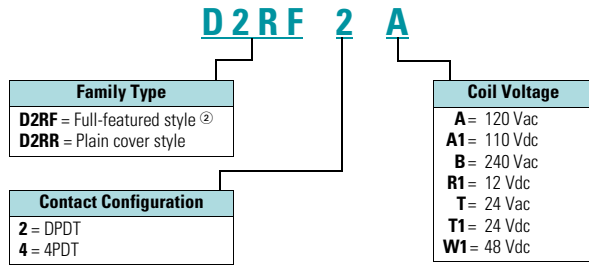 D2RF 2 A
Family Type
D2RF = Full-featured style ②
D2RR = Plain cover style
Contact Configuration
2 = DPDT
4 = 4PDT
Coil Voltage
A = 120 Vac
A1 = 110 Vdc
B = 240 Vac
R1 = 12 Vdc
T = 24 Vac
T1 = 24 Vdc
W1 = 48 Vdc